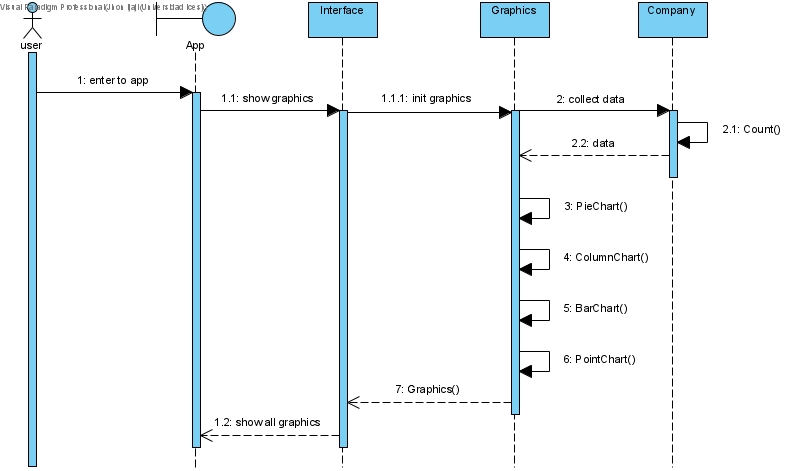 Visual Paradigm Professional(Jhon Jaji(Universidad Icesi))
Interface
Graphics
Company
user
App
1: enter to app
1.1: show graphics
1.1.1: init graphics
2: collect data
2.1: Count()
2.2: data
3: PieChart()
4: ColumnChart()
5: BarChart()
6: PointChart()
7: Graphics()
1.2: show all graphics